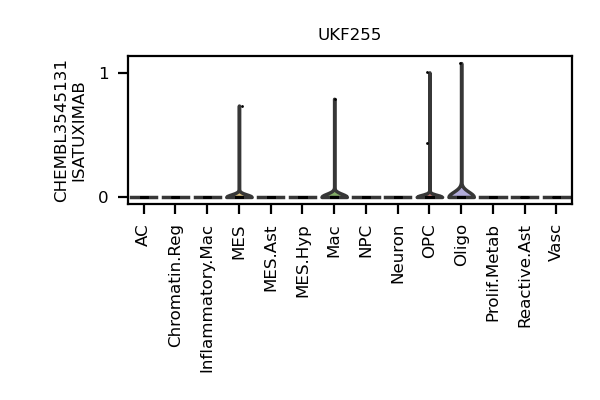 UKF255
CHEMBL3545131
ISATUXIMAB
1
0
AC
Chromatin.Reg
Inflammatory.Mac
MES
MES.Ast
MES.Hyp
Mac
NPC
Neuron
OPC
Oligo
Prolif.Metab
Reactive.Ast
Vasc